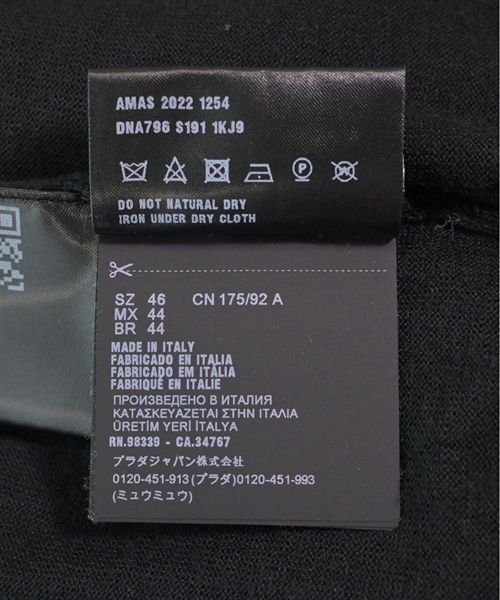 AMAS 2022 1254
DNA796 S191 1KJ9
DO NOT NATURAL DRY
IRON UNDER DRY CLOTH
SZ 46 CN 175/92 A
MX 44
BR 44
MADE IN ITALY
FABRICADO EN ITALIA
FABRICADO EM ITÁLIA
FABRIQUÉ EN ITALIE
ПРОИЗВЕДЕНО В ИТАЛИЯ
ΚΑΤΑΣΚΕΥΑΖΕΤΑΙ ΣΤΗΝ ΙΤΑΛΙΑ
ÜRETİM YERİ İTALYA
RN.98339 - CA.34767
プラダジャパン株式会社
0120-451-913(プラダ)0120-451-993
(ミュウミュウ)